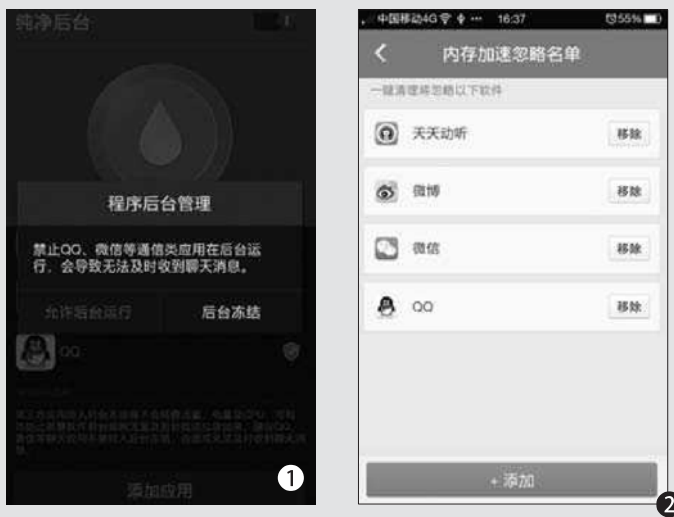 纯净后台
程序后台管理
禁止QQ、微信等通信类应用在后台运
行，会导致无法及时收到聊天消息。
允许后台运行 后台冻结
QQ
添加应用
1
中国移动4G 16:37 55%
内存加速忽略名单
一键清理将忽略以下软件
天天动听 移除
微博 移除
微信 移除
QQ 移除
+添加
2